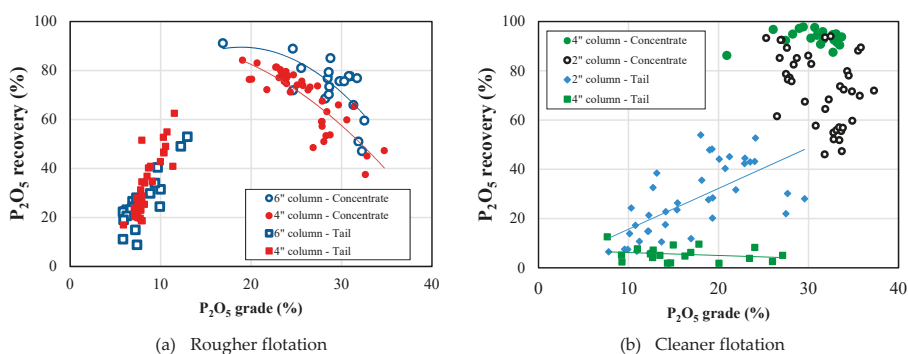 100
80
60
40
20
0
P₂O₅ recovery (%)
6" column - Concentrate
4" column - Concentrate
6" column - Tail
4" column - Tail
0 10 20 30 40
P₂O₅ grade (%)
(a) Rougher flotation
b)
100
80
60
40
20
0
P₂O₅ recovery (%)
4" column - Concentrate
2" column - Concentrate
2" column - Tail
4" column - Tail
0 10 20 30 40
P₂O₅ grade (%)
(b) Cleaner flotation